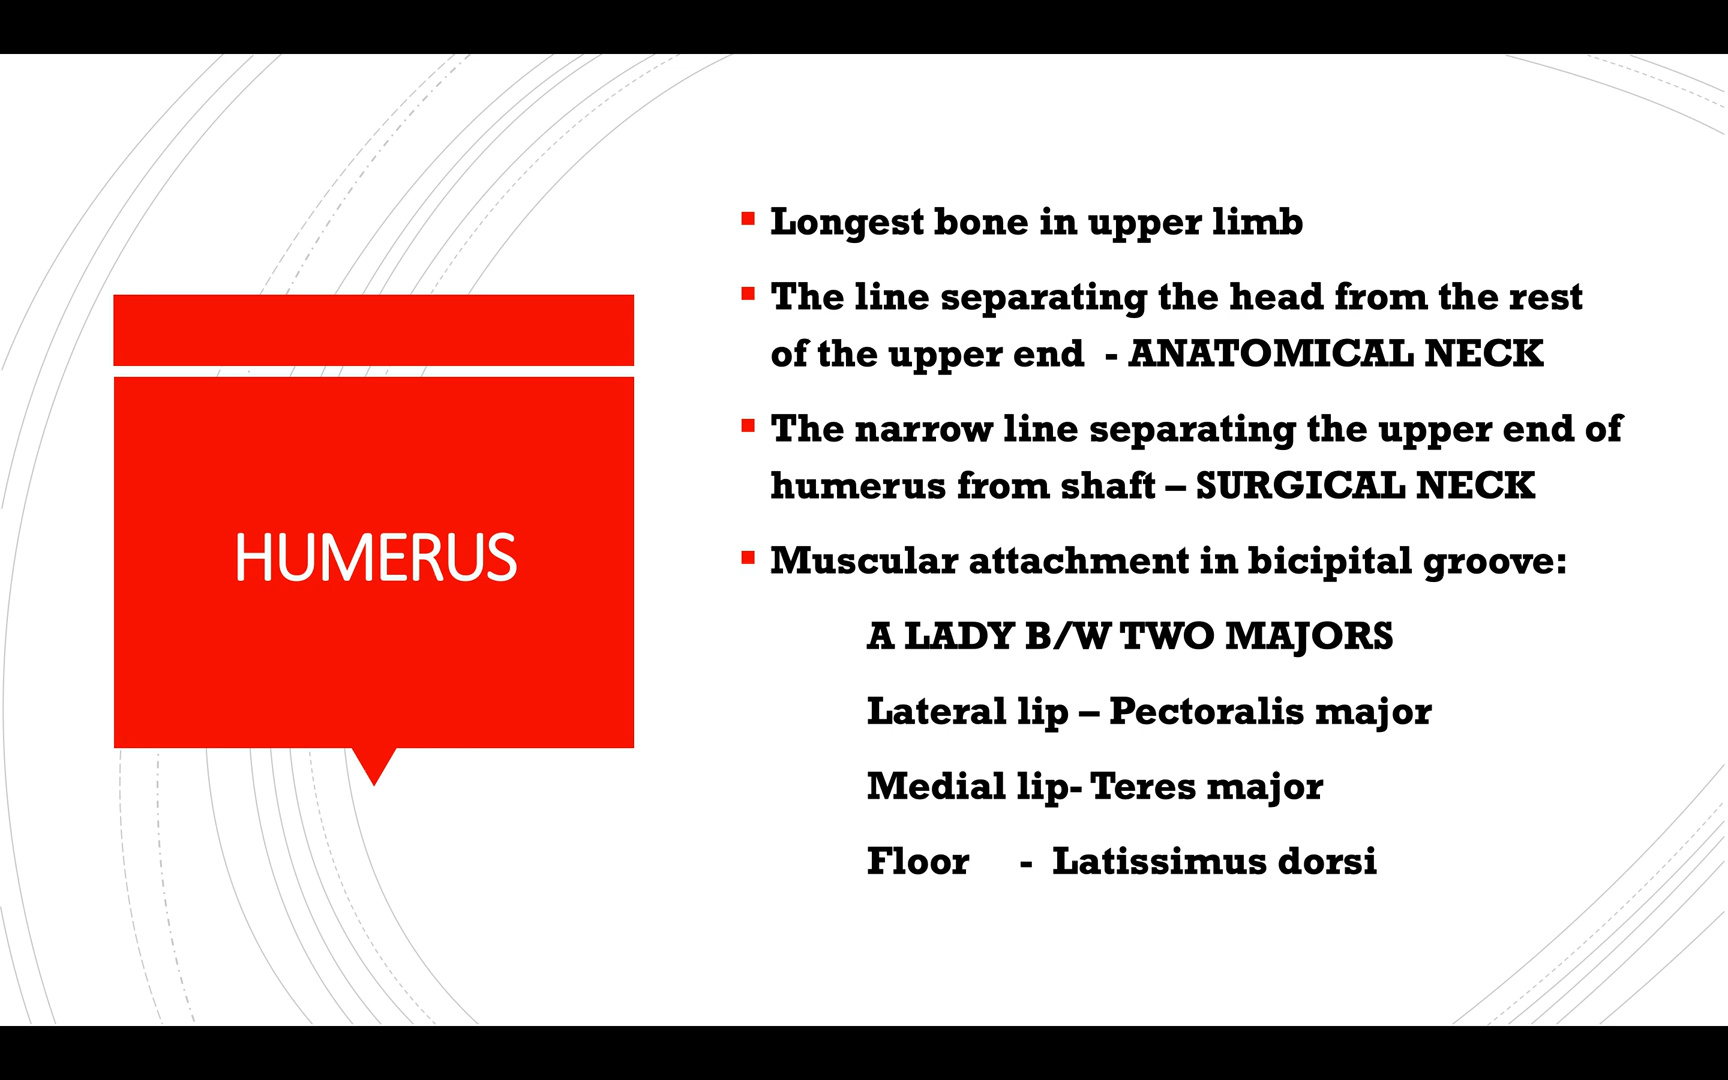 HUMERUS
Longest bone in upper limb
The line separating the head from the rest
of the upper end - ANATOMICAL NECK
The narrow line separating the upper end of
humerus from shaft – SURGICAL NECK
Muscular attachment in bicipital groove:
A LADY B/W TWO MAJORS
Lateral lip – Pectoralis major
Medial lip- Teres major
Floor - Latissimus dorsi